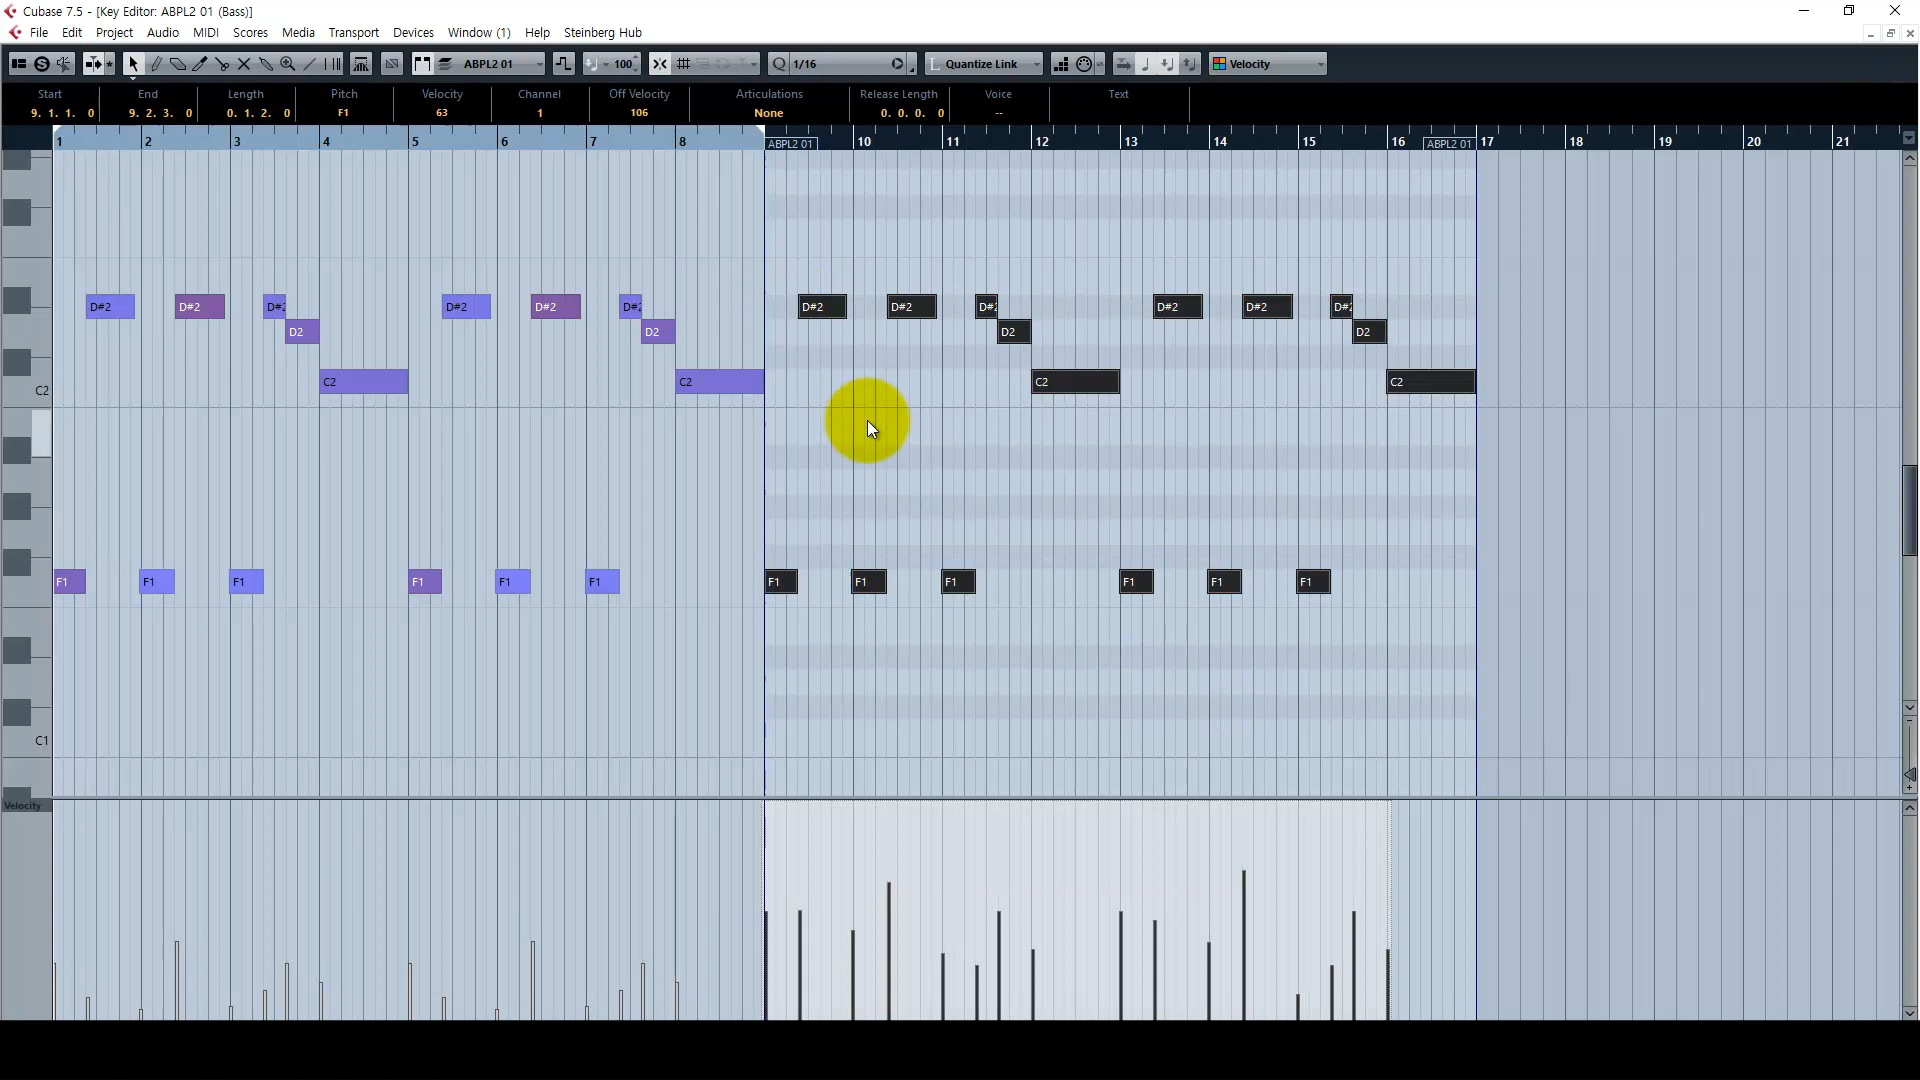 Cubase 7.5 - [Key Editor: ABPL2 01 (Bass)]
File Edit Project Audio MIDI Scores Media Transport Devices Window (1) Help Steinberg Hub
ABPL2 01 100 Q 1/16 L Quantize Link Velocity
Start End Length Pitch Velocity Channel Off Velocity Articulations Release Length Voice Text
9. 1. 1. 0 9. 2. 3. 0 0. 1. 2. 0 F1 63 1 106 None 0. 0. 0. 0 --
1 2 3 4 5 6 7 8 ABPL2 01 10 11 12 13 14 15 16 ABPL2 01 17 18 19 20 21
D#2 D#2 D#2 D#2 D#2 D#2 D#2 D#2 D#2 D#2 D#2 D#2
D2 D2 D2 D2
C2 C2 C2 C2 C2
F1 F1 F1 F1 F1 F1 F1 F1 F1 F1 F1 F1
C1
Velocity